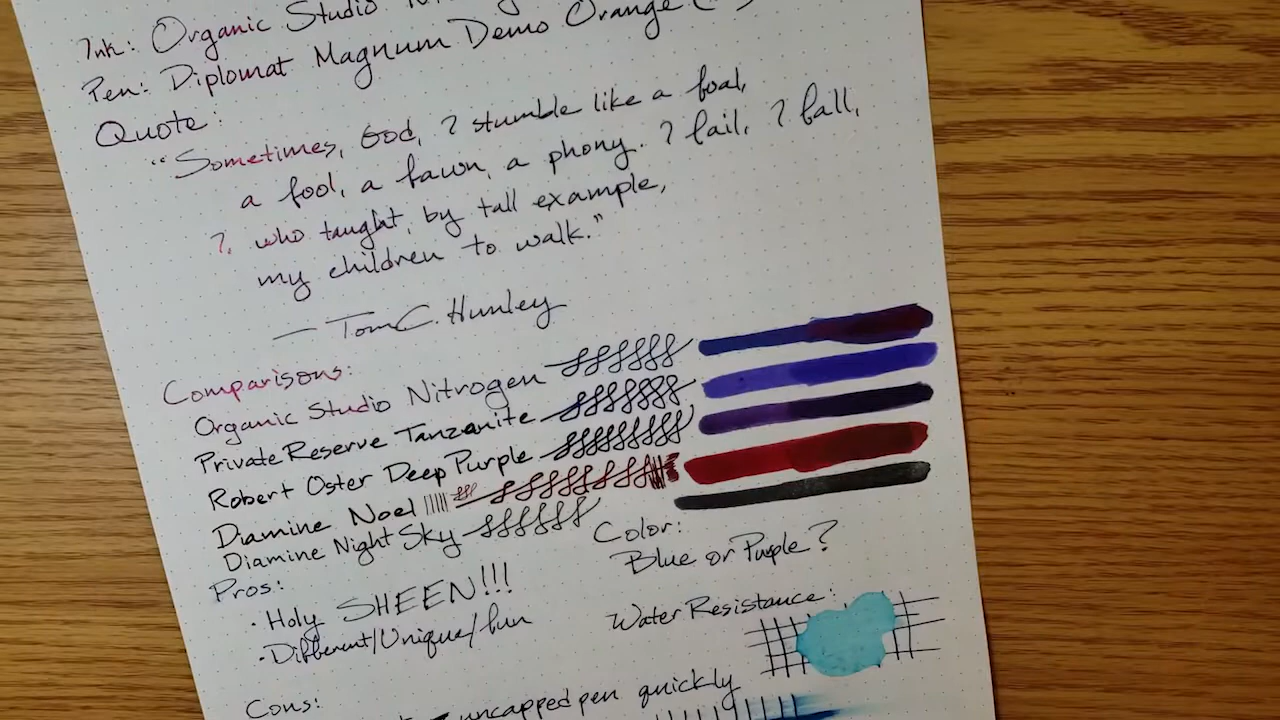 Ink: Organic Studio
Pen: Diplomat Magnum Demo Orange
Quote:
"Sometimes, God, I stumble like a foal,
a fool, a fawn, a phony. I fail, I fall,
I, who taught, by tall example,
my children to walk."
— Tom C. Hunley
Comparisons:
Organic Studio Nitrogen
Private Reserve Tanzanite
Robert Oster Deep Purple
Diamine Noel
Diamine Night Sky
Color:
Blue or Purple?
Pros:
· Holy SHEEN!!!
· Different/Unique/fun
Water Resistance:
Cons:
uncapped pen quickly